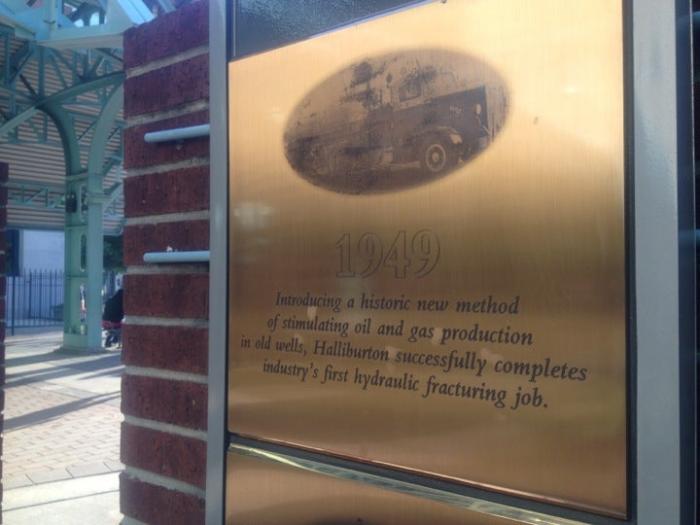 1949
Introducing a historic new method
of stimulating oil and gas production
in old wells, Halliburton successfully completes
industry's first hydraulic fracturing job.